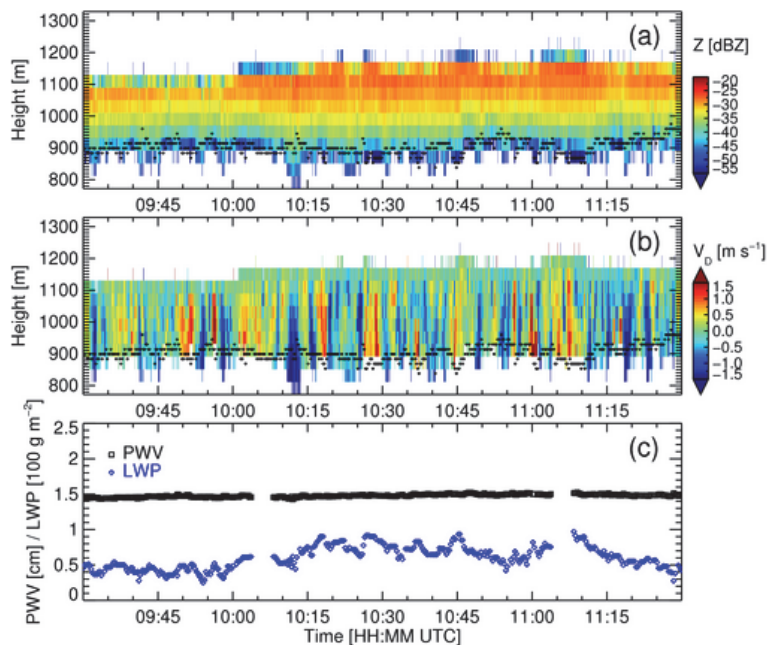 (a)
Z [dBZ]
Height [m]
1300
1200
1100
1000
900
800
−20
−25
−30
−35
−40
−45
−50
−55
09:45 10:00 10:15 10:30 10:45 11:00 11:15
(b)
V_D [m s⁻¹]
Height [m]
1300
1200
1100
1000
900
800
1.5
1.0
0.5
0.0
−0.5
−1.0
−1.5
09:45 10:00 10:15 10:30 10:45 11:00 11:15
(c)
PWV [cm] / LWP [100 g m⁻²]
2.5
2
1.5
1
0.5
0
PWV
LWP
09:45 10:00 10:15 10:30 10:45 11:00 11:15
Time [HH:MM UTC]